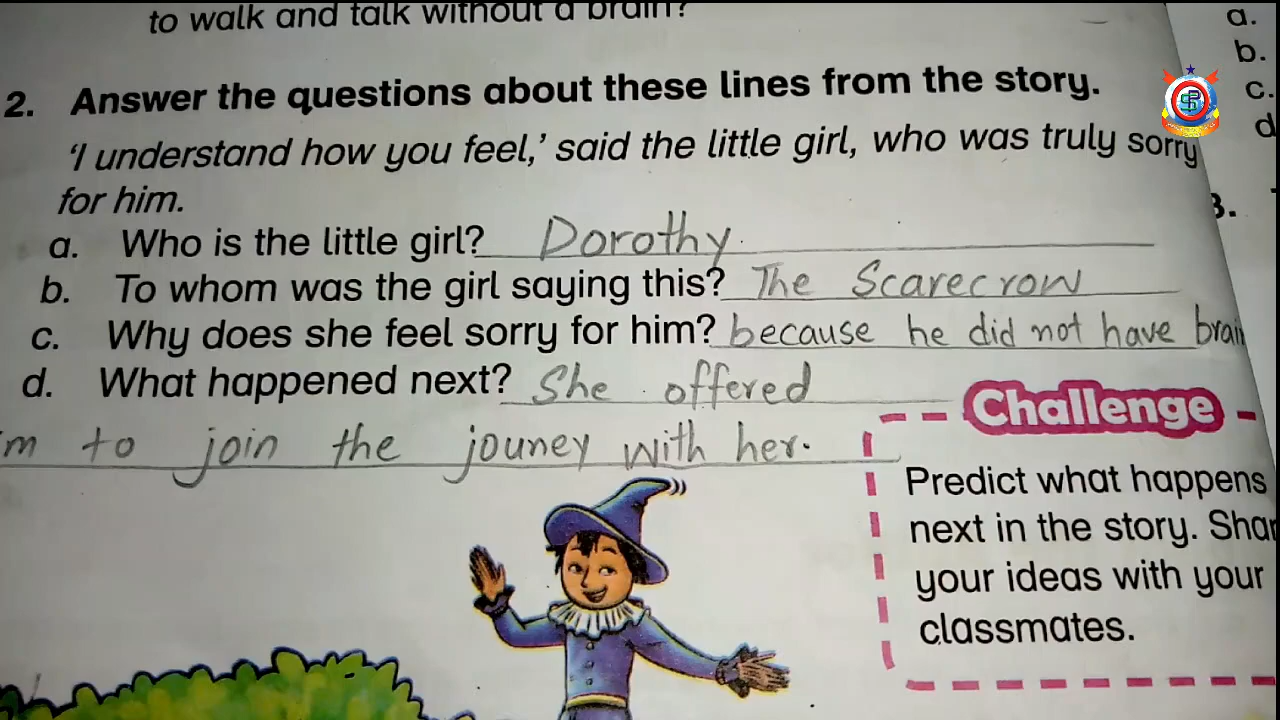 to walk and talk without a brain?
2. Answer the questions about these lines from the story.
'I understand how you feel,' said the little girl, who was truly sorry
for him.
a. Who is the little girl? Dorothy.
b. To whom was the girl saying this? The Scarecrow
c. Why does she feel sorry for him? because he did not have brain
d. What happened next? She offered
m to join the jouney with her.
Challenge
Predict what happens
next in the story. Shar
your ideas with your
classmates.
a.
b.
c.
d
3.